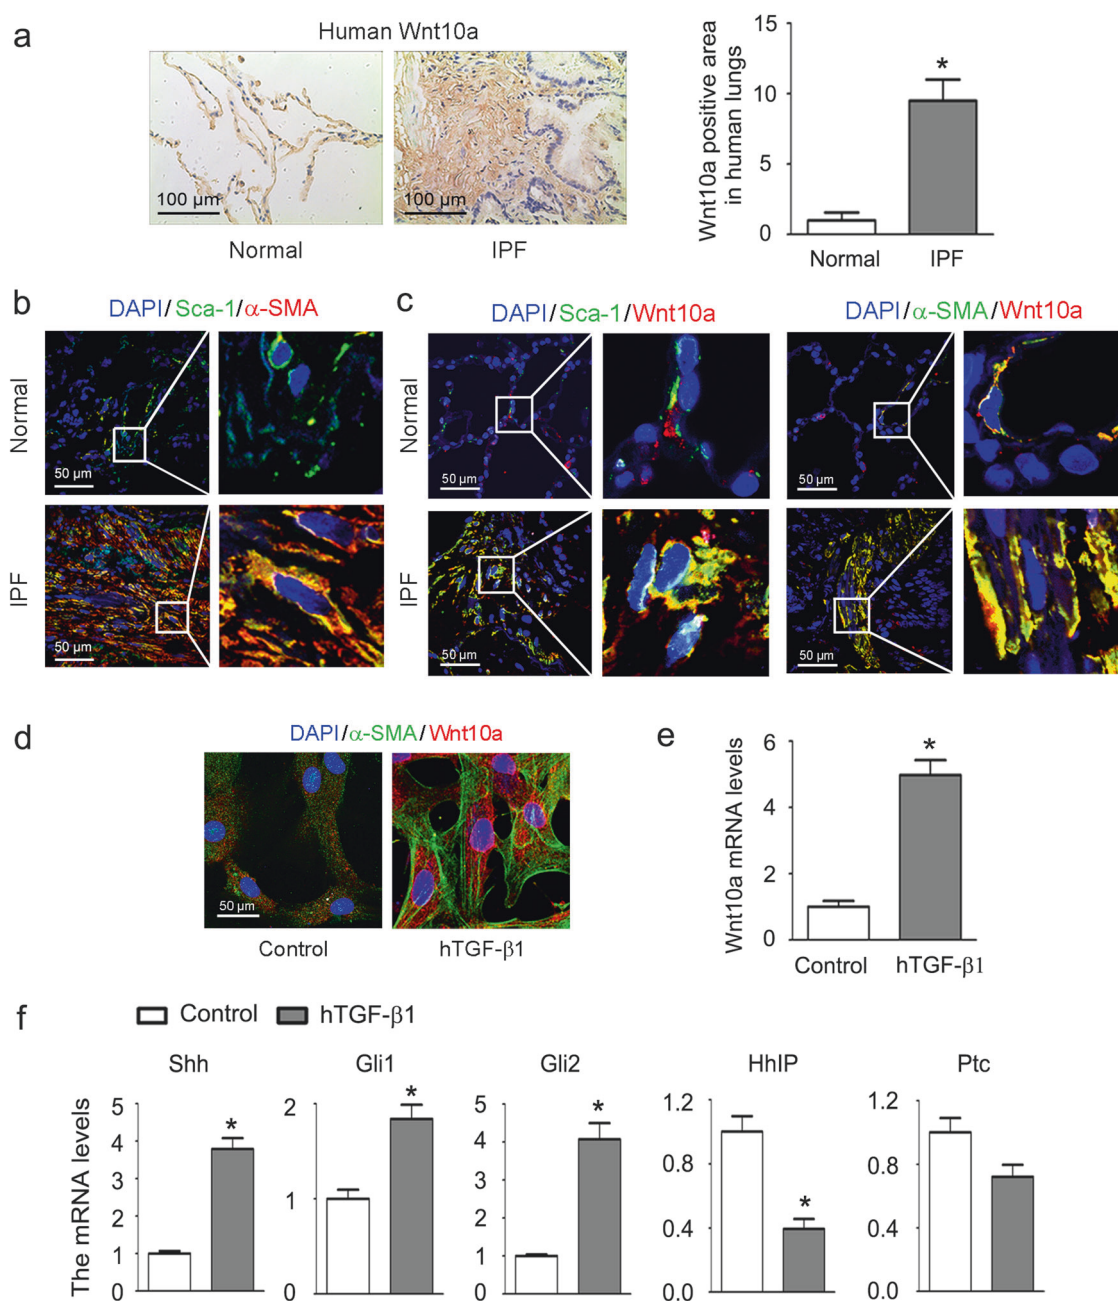 a
Human Wnt10a
100 µm
100 µm
Normal
IPF
Wnt10a positive area
in human lungs
15
10
5
0
*
Normal
IPF
b
DAPI/Sca-1/α-SMA
Normal
50 µm
IPF
50 µm
c
DAPI/Sca-1/Wnt10a
DAPI/α-SMA/Wnt10a
Normal
50 µm
50 µm
IPF
50 µm
50 µm
d
DAPI/α-SMA/Wnt10a
50 µm
Control
hTGF-β1
e
Wnt10a mRNA levels
6
4
2
0
*
Control
hTGF-β1
f
Control
hTGF-β1
The mRNA levels
Shh
5
4
3
2
1
0
*
Gli1
2
1
0
*
Gli2
5
4
3
2
1
0
*
HhIP
1.2
0.8
0.4
0.0
*
Ptc
1.2
0.8
0.4
0.0